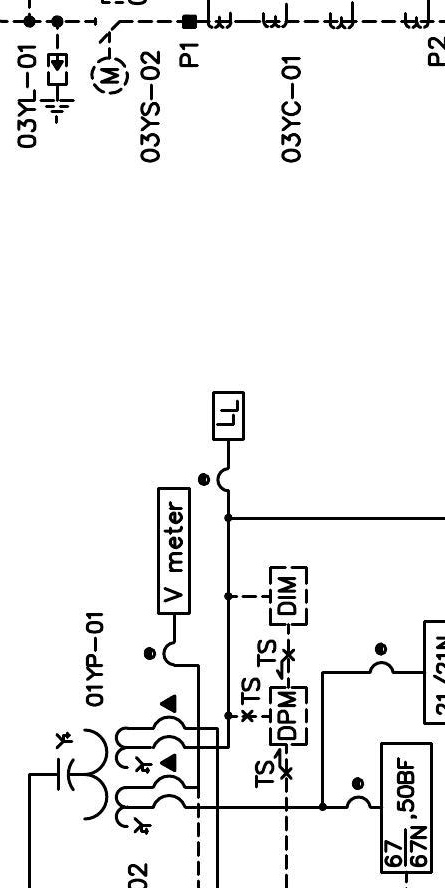 03YL-01
M
03YS-02
P1
03YC-01
P2
LL
V meter
01YP-01
DIM
TS
TS
DPM
TS
Y
Y
Y
21/21N
67
67N,50BF
02